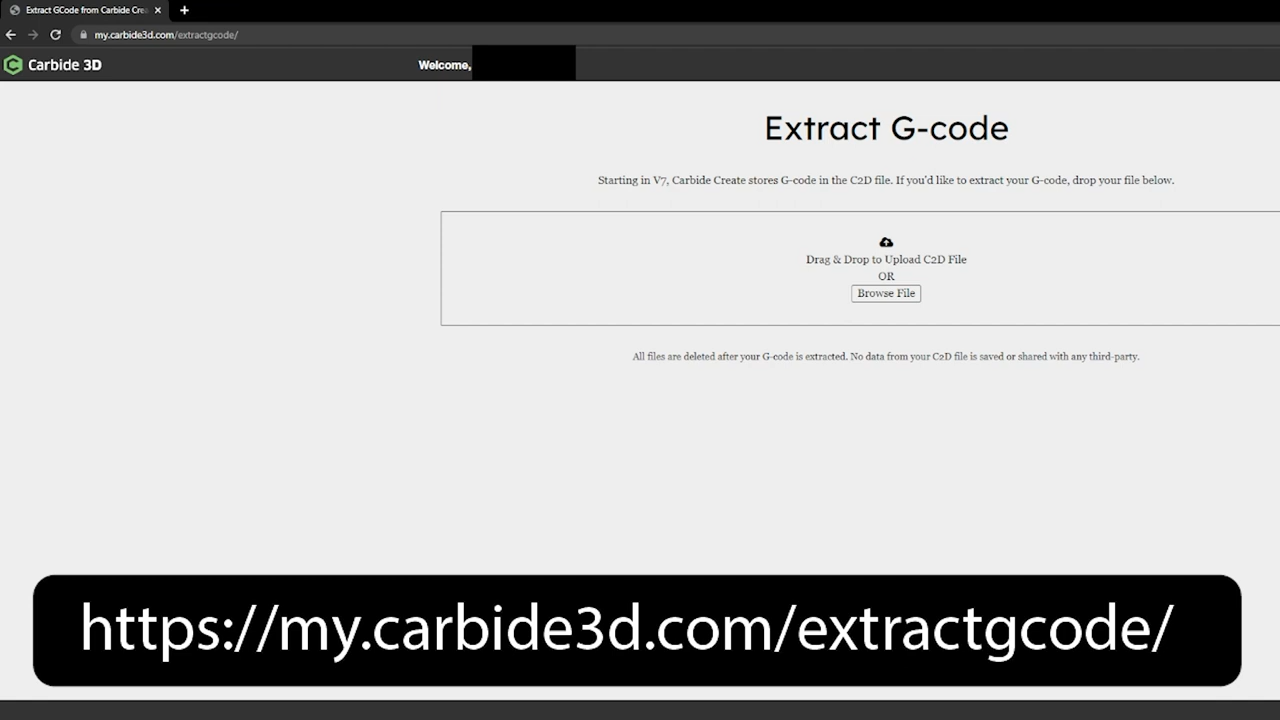 Extract GCode from Carbide Crea
my.carbide3d.com/extractgcode/
Carbide 3D
Welcome,
Extract G-code
Starting in V7, Carbide Create stores G-code in the C2D file. If you'd like to extract your G-code, drop your file below.
Drag & Drop to Upload C2D File
OR
Browse File
All files are deleted after your G-code is extracted. No data from your C2D file is saved or shared with any third-party.
https://my.carbide3d.com/extractgcode/